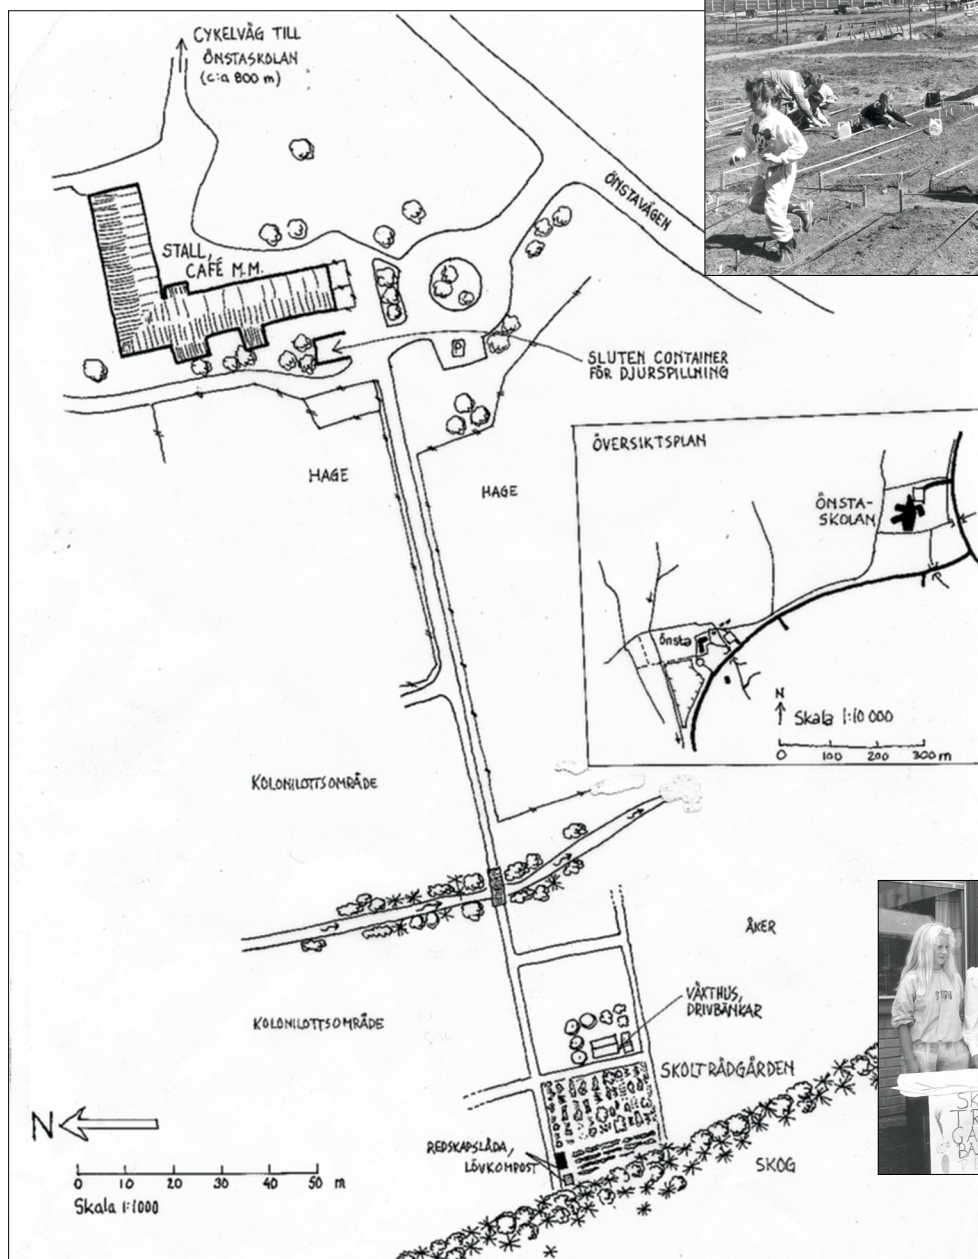 CYKELVÄG TILL
ÖNSTASKOLAN
(c:a 800 m)
ÖNSTAVÄGEN
STALL,
CAFÉ M.M.
SLUTEN CONTAINER
FÖR DJURSPILLNING
HAGE
HAGE
ÖVERSIKTSPLAN
ÖNSTA-
SKOLAN
Önsta
N
Skala 1:10 000
0 100 200 300 m
KOLONILOTTSOMRÅDE
ÅKER
VÄXTHUS,
DRIVBÄNKAR
KOLONILOTTSOMRÅDE
SKOLTRÄDGÅRDEN
N
REDSKAPSLÅDA,
LÖVKOMPOST
SKOG
0 10 20 30 40 50 m
Skala 1:1000